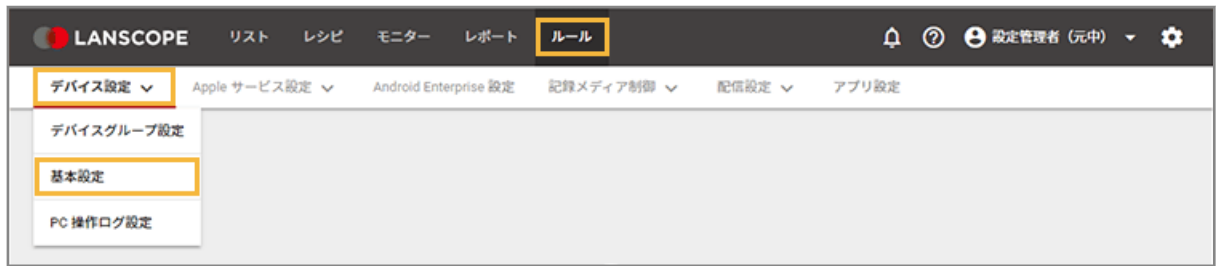 LANSCOPE リスト レシピ モニター レポート ルール 設定管理者（元中）
デバイス設定 Apple サービス設定 Android Enterprise 設定 記録メディア制御 配信設定 アプリ設定
デバイスグループ設定
基本設定
PC 操作ログ設定